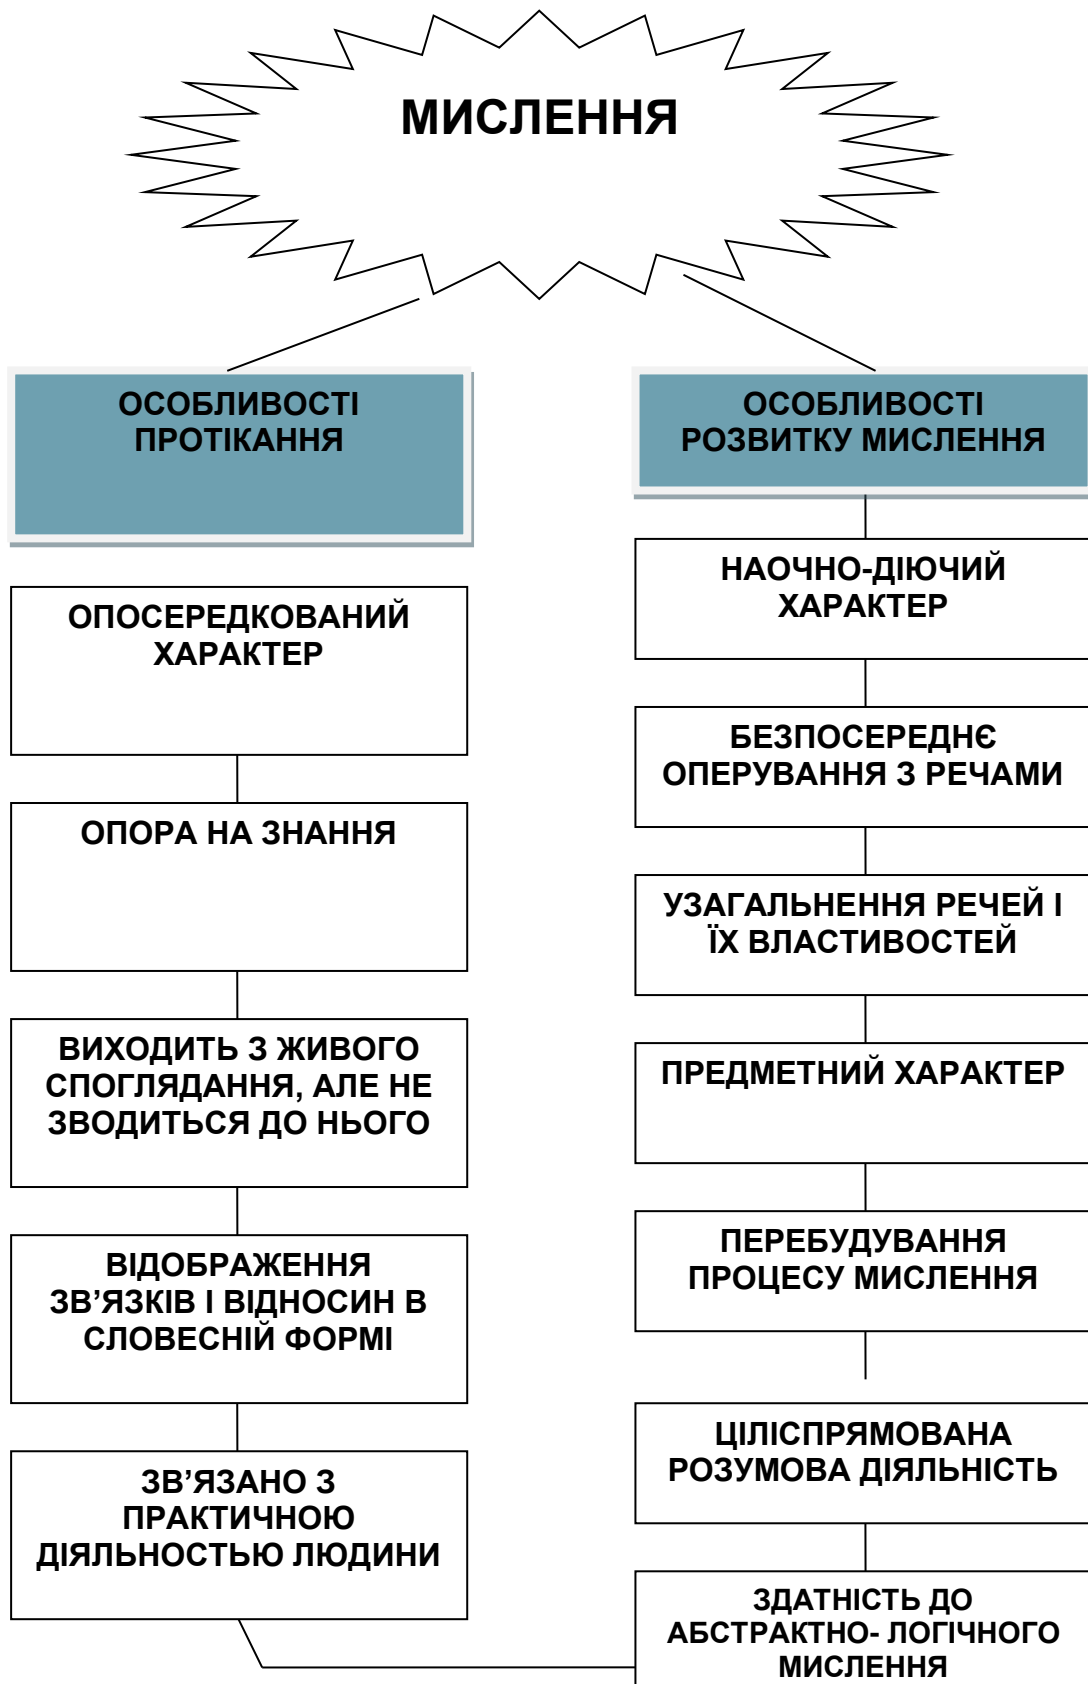 МИСЛЕННЯ
ОСОБЛИВОСТІ
ПРОТІКАННЯ
ОПОСЕРЕДКОВАНИЙ
ХАРАКТЕР
ОПОРА НА ЗНАННЯ
ВИХОДИТЬ З ЖИВОГО
СПОГЛЯДАННЯ, АЛЕ НЕ
ЗВОДИТЬСЯ ДО НЬОГО
ВІДОБРАЖЕННЯ
ЗВ’ЯЗКІВ І ВІДНОСИН В
СЛОВЕСНІЙ ФОРМІ
ЗВ’ЯЗАНО З
ПРАКТИЧНОЮ
ДІЯЛЬНОСТЬЮ ЛЮДИНИ
ОСОБЛИВОСТІ
РОЗВИТКУ МИСЛЕННЯ
НАОЧНО-ДІЮЧИЙ
ХАРАКТЕР
БЕЗПОСЕРЕДНЄ
ОПЕРУВАННЯ З РЕЧАМИ
УЗАГАЛЬНЕННЯ РЕЧЕЙ І
ЇХ ВЛАСТИВОСТЕЙ
ПРЕДМЕТНИЙ ХАРАКТЕР
ПЕРЕБУДУВАННЯ
ПРОЦЕСУ МИСЛЕННЯ
ЦІЛІСПРЯМОВАНА
РОЗУМОВА ДІЯЛЬНІСТЬ
ЗДАТНІСТЬ ДО
АБСТРАКТНО- ЛОГІЧНОГО
МИСЛЕННЯ